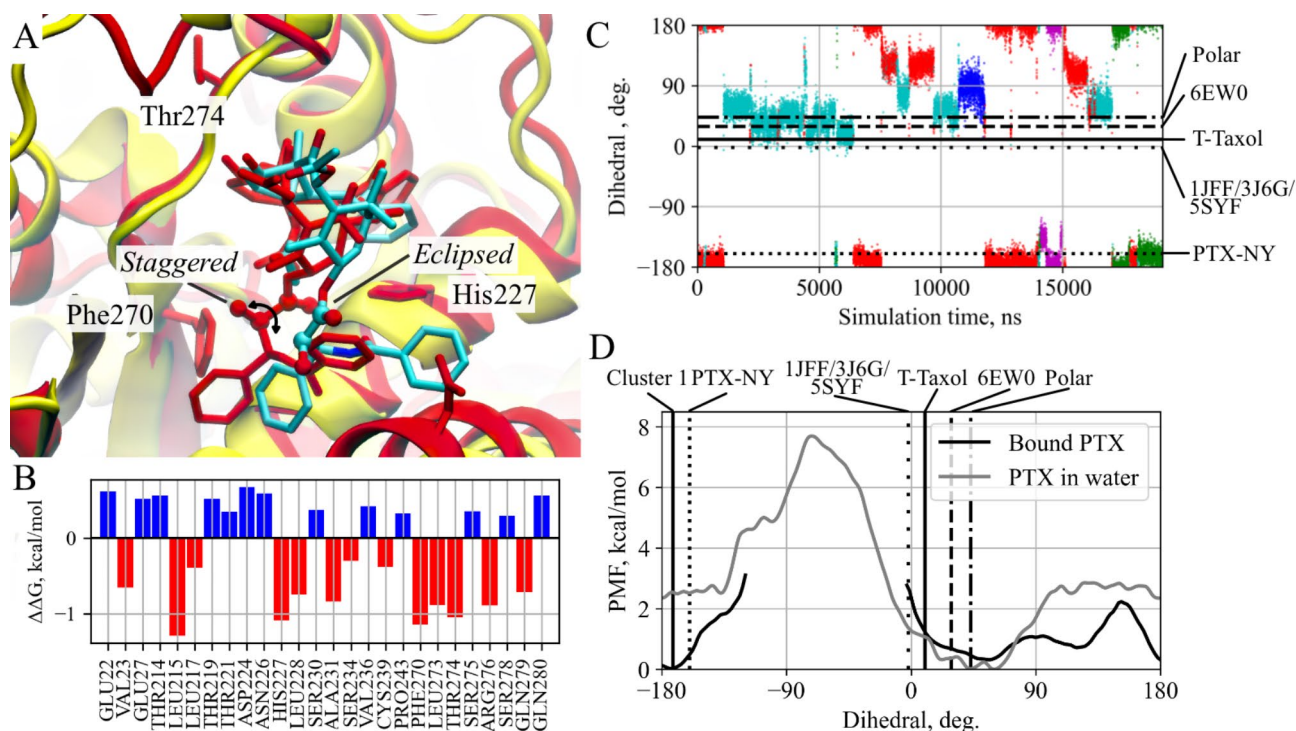 A
Thr274
Staggered
Eclipsed
His227
Phe270
B
ΔΔG, kcal/mol
0
−1
GLU22
VAL23
GLU27
THR214
LEU215
LEU217
THR219
THR221
ASP224
ASN226
HIS227
LEU228
SER230
ALA231
SER234
VAL236
CYS239
PRO243
PHE270
LEU273
THR274
SER275
ARG276
SER278
GLN279
GLN280
C
Dihedral , deg.
180
90
0
−90
−180
0 5000 10000 15000
Simulation time, ns
Polar
6EW0
T-Taxol
1JFF/3J6G/
5SYF
PTX-NY
D
Cluster 1 PTX-NY 1JFF/3J6G/
5SYF
T-Taxol 6EW0 Polar
PMF, kcal/mol
8
6
4
2
0
Bound PTX
PTX in water
−180 −90 0 90 180
Dihedral, deg.